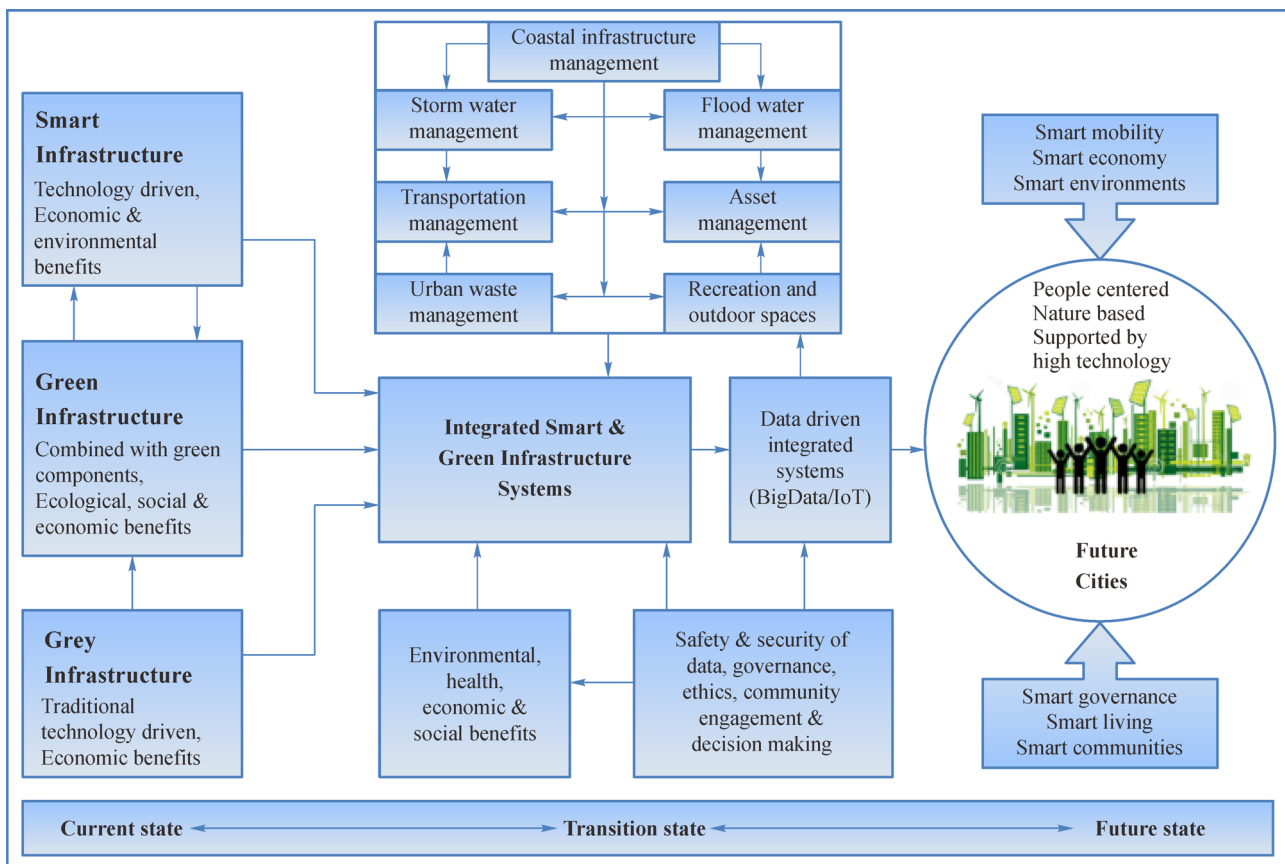 Coastal infrastructure
management
Storm water
management
Flood water
management
Transportation
management
Asset
management
Urban waste
management
Recreation and
outdoor spaces
Smart
Infrastructure
Technology driven,
Economic &
environmental
benefits
Green
Infrastructure
Combined with green
components,
Ecological, social &
economic benefits
Grey
Infrastructure
Traditional
technology driven,
Economic benefits
Integrated Smart &
Green Infrastructure
Systems
Data driven
integrated
systems
(BigData/IoT)
Environmental,
health,
economic &
social benefits
Safety & security of
data, governance,
ethics, community
engagement &
decision making
Smart mobility
Smart economy
Smart environments
People centered
Nature based
Supported by
high technology
Future
Cities
Smart governance
Smart living
Smart communities
Current state
Transition state
Future state